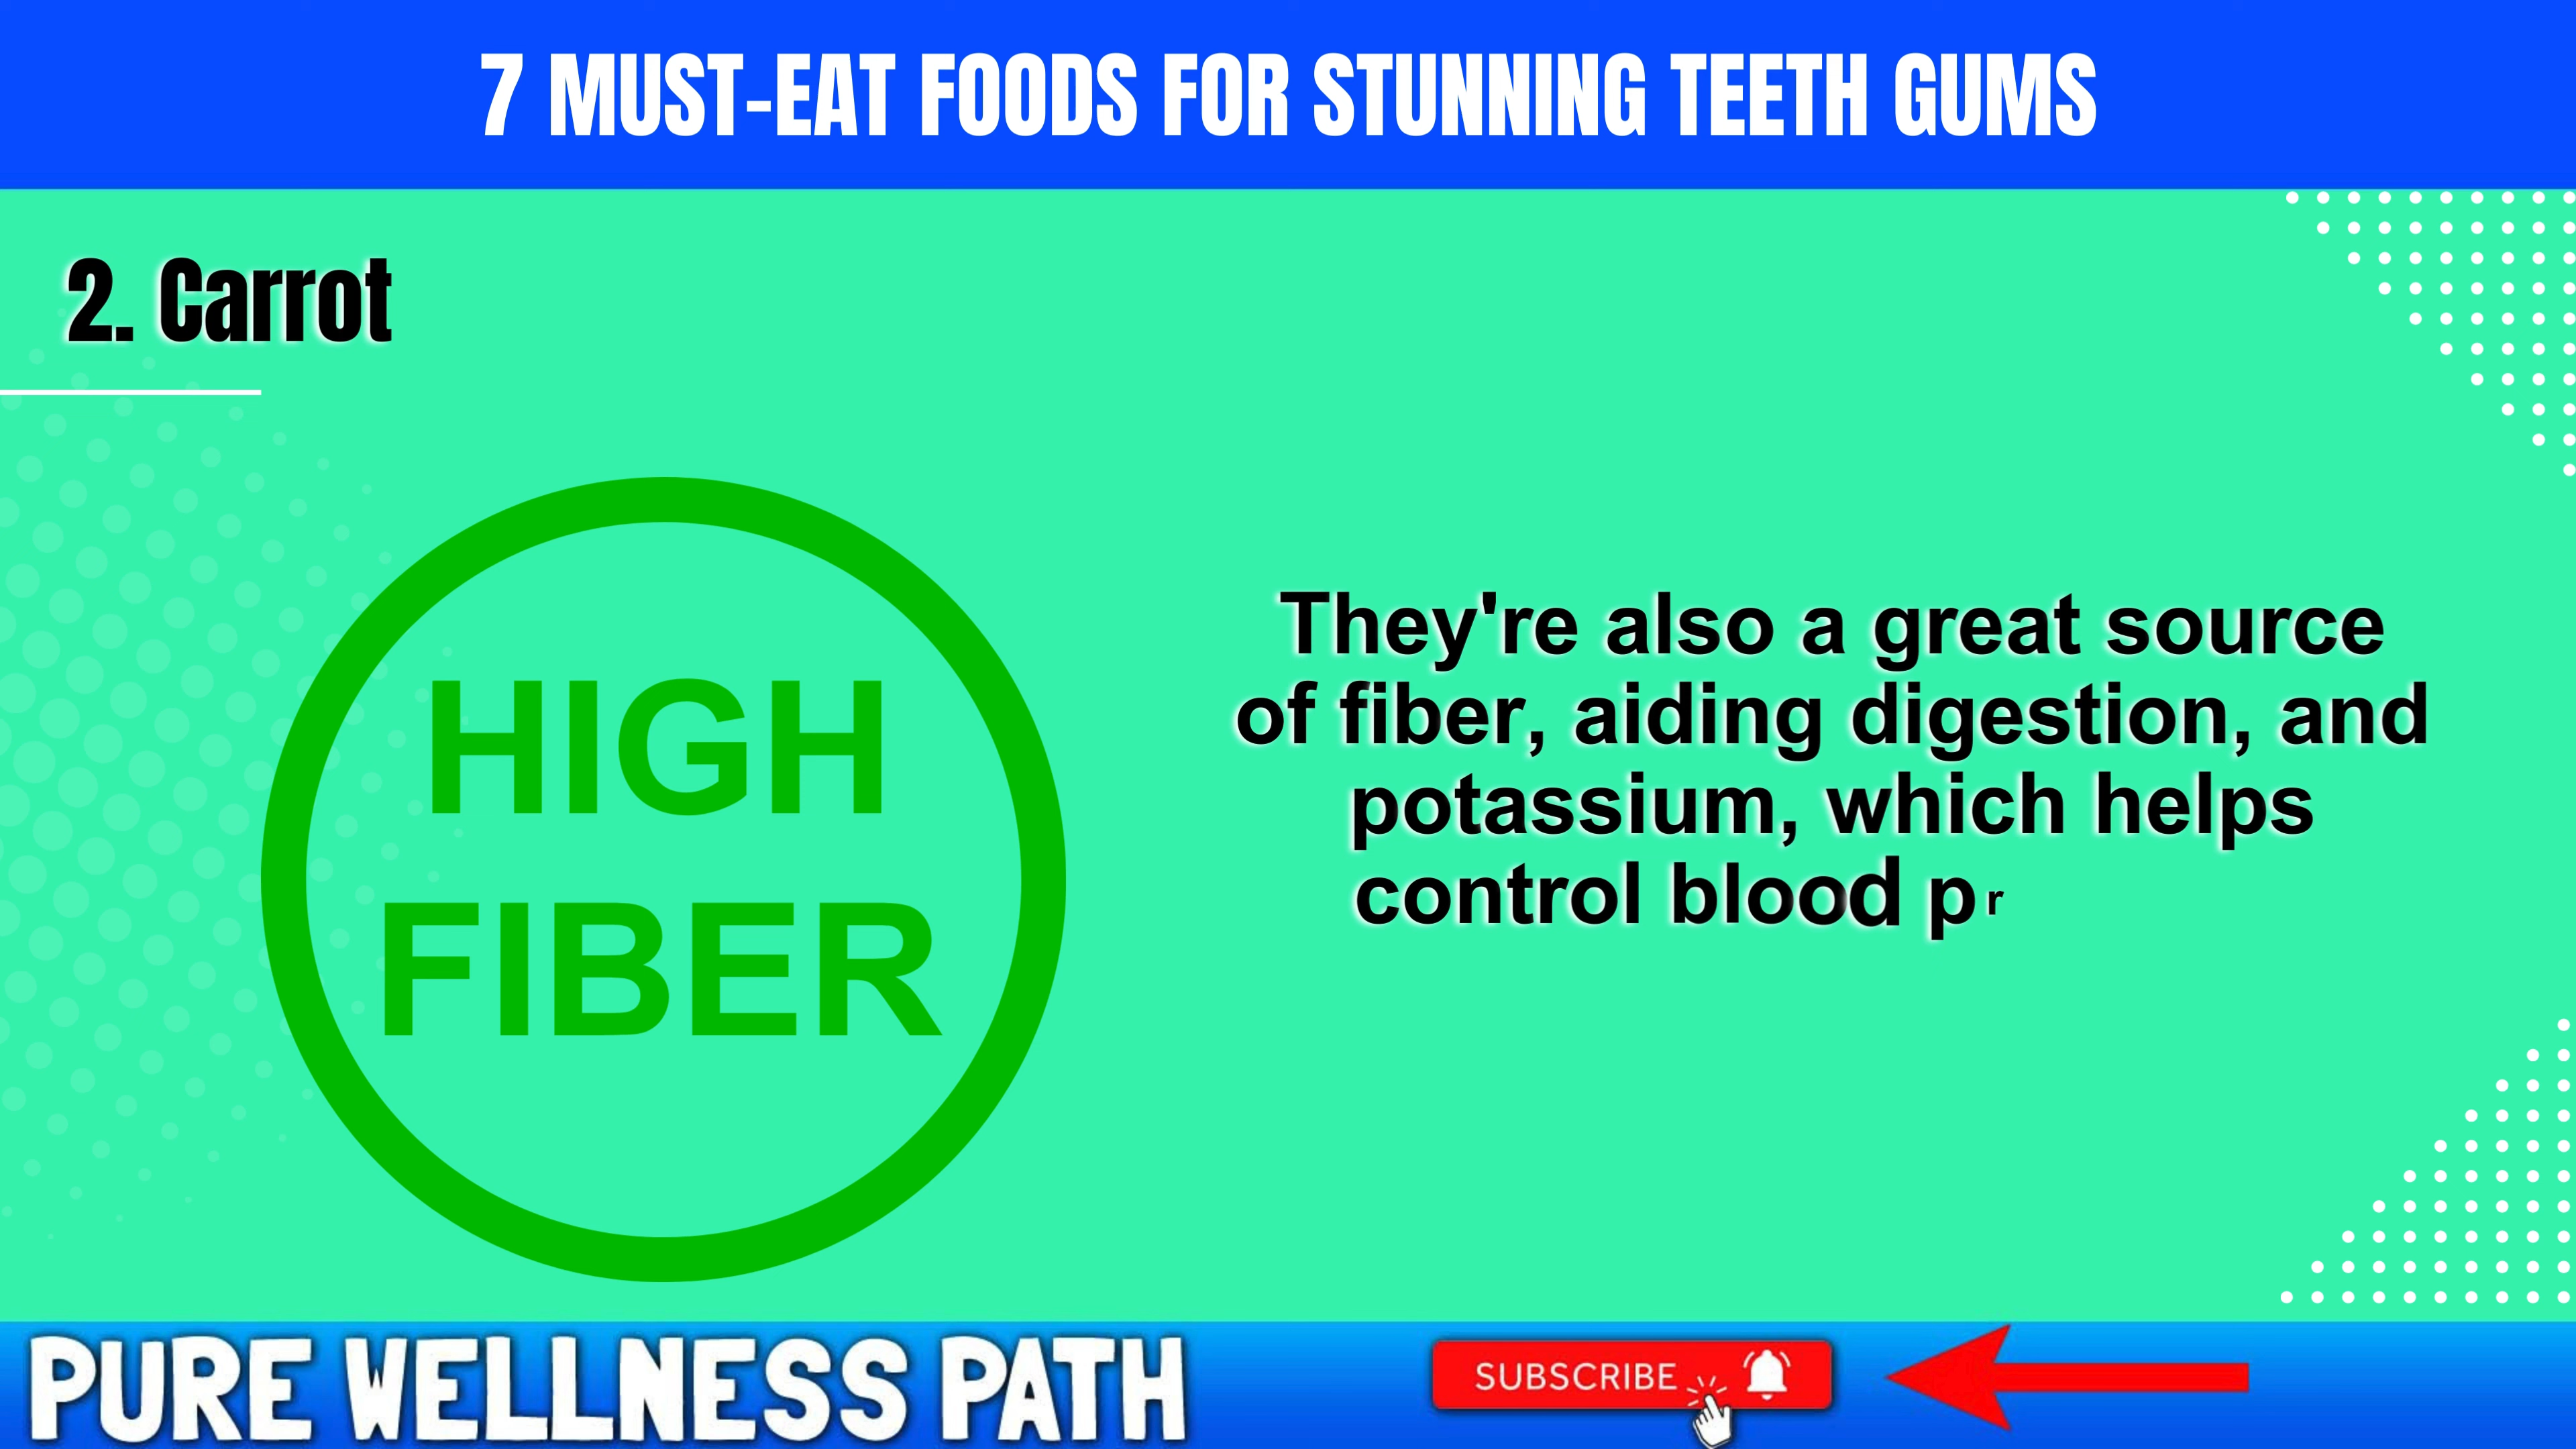 7 MUST-EAT FOODS FOR STUNNING TEETH GUMS
2. Carrot
HIGH
FIBER
They're also a great source
of fiber, aiding digestion, and
potassium, which helps
control blood pr
PURE WELLNESS PATH
SUBSCRIBE